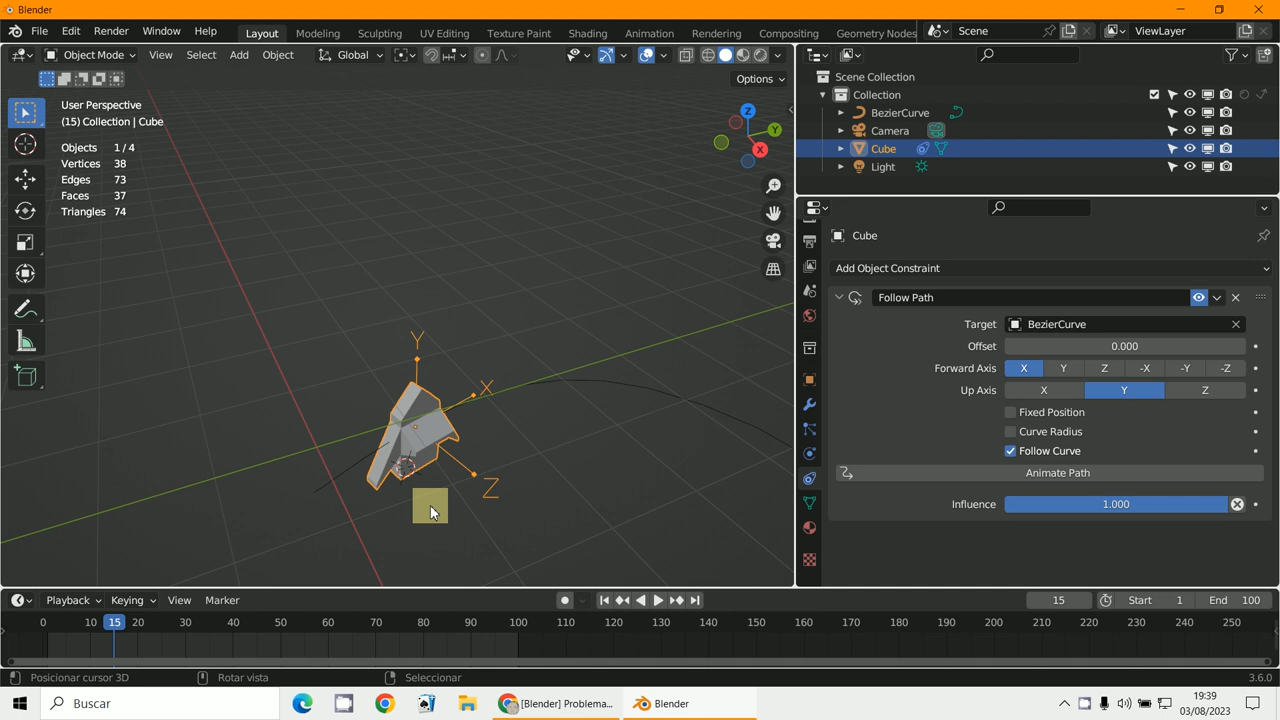 Blender
File Edit Render Window Help Layout Modeling Sculpting UV Editing Texture Paint Shading Animation Rendering Compositing Geometry Nodes Scene ViewLayer
Object Mode View Select Add Object Global
Options
User Perspective
(15) Collection | Cube
Objects 1 / 4
Vertices 38
Edges 73
Faces 37
Triangles 74
Z
Y
X
Y
X
Z
Scene Collection
Collection
BezierCurve
Camera
Cube
Light
Cube
Add Object Constraint
Follow Path
Target BezierCurve
Offset 0.000
Forward Axis X Y Z -X -Y -Z
Up Axis X Y Z
Fixed Position
Curve Radius
Follow Curve
Animate Path
Influence 1.000
Playback Keying View Marker 15 Start 1 End 100
0 10 15 20 30 40 50 60 70 80 90 100 110 120 130 140 150 160 170 180 190 200 210 220 230 240 250
Posicionar cursor 3D Rotar vista Seleccionar 3.6.0
Buscar [Blender] Problema... Blender 19:39
03/08/2023